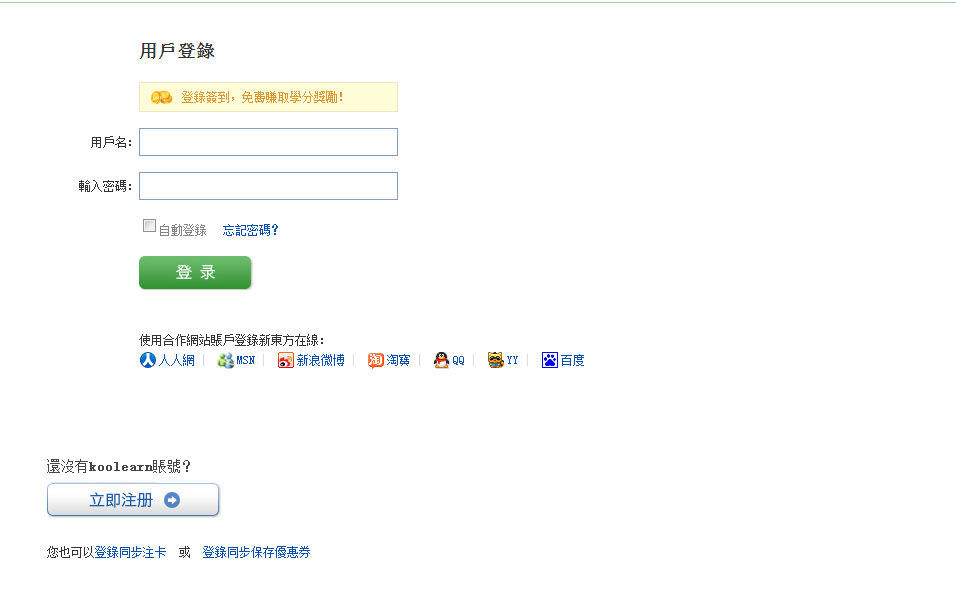 用戶登錄
登錄簽到，免費賺取學分獎勵！
用戶名：
輸入密碼：
自動登錄 忘記密碼？
登 录
使用合作網站賬戶登錄新東方在線：
人人網 MSN 新浪微博 淘寶 QQ YY 百度
還沒有koolearn賬號？
立即注册
您也可以登錄同步注卡 或 登錄同步保存優惠券